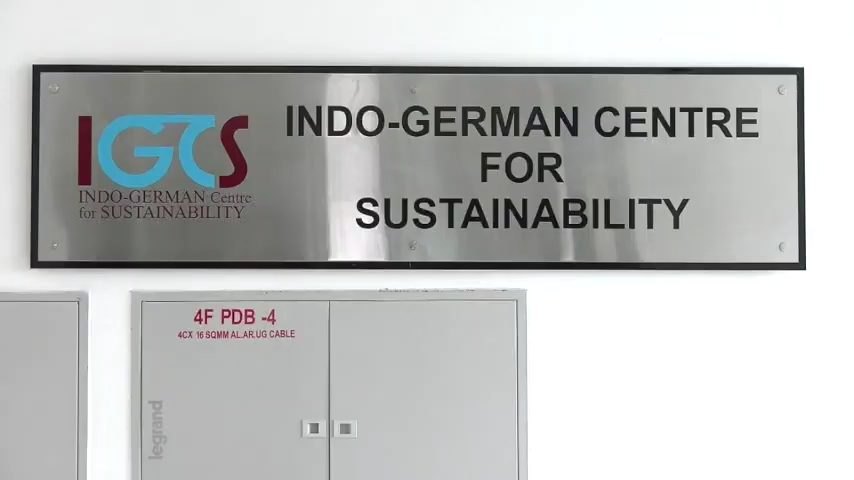 IGCS
INDO-GERMAN Centre
for SUSTAINABILITY
INDO-GERMAN CENTRE
FOR
SUSTAINABILITY
4F PDB -4
4CX 16 SQMM AL.AR.UG CABLE
legrand